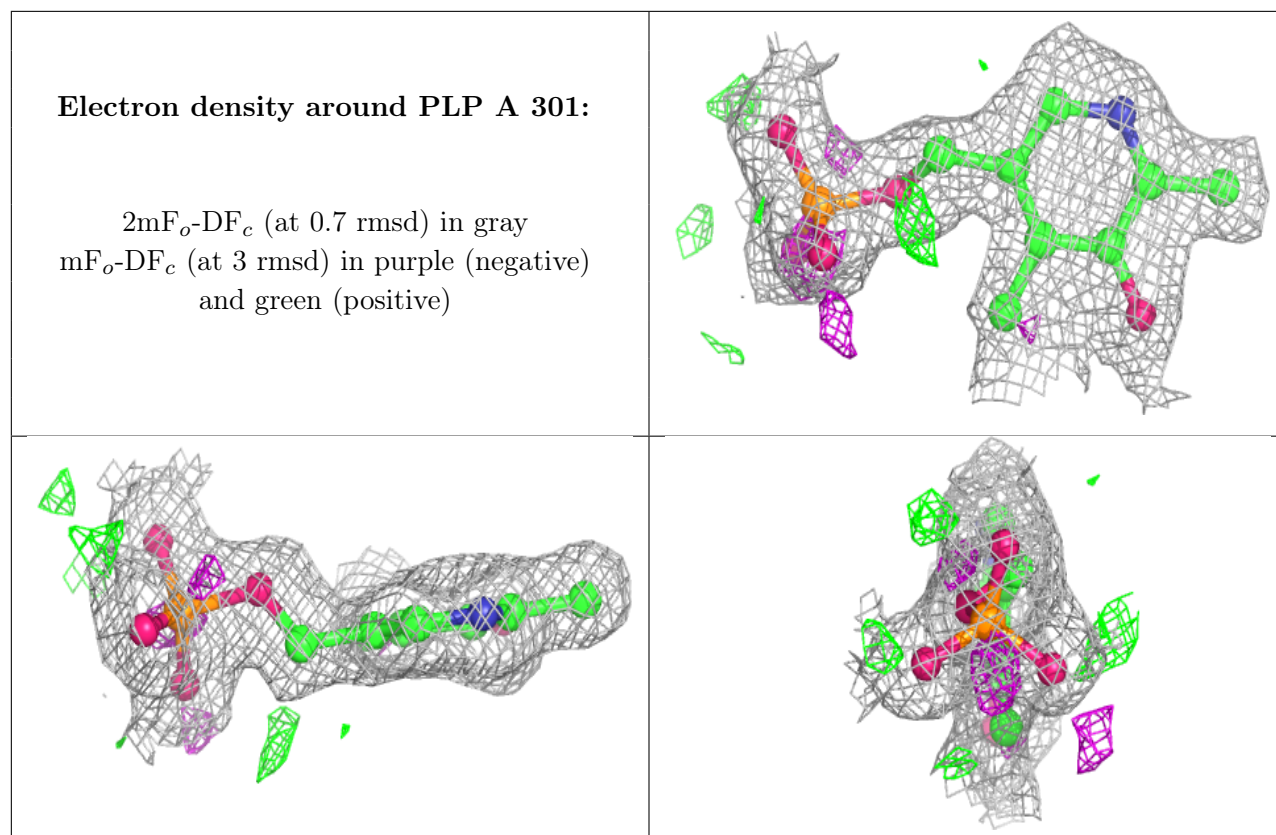 Electron density around PLP A 301:
2mFo-DFc (at 0.7 rmsd) in gray
mFo-DFc (at 3 rmsd) in purple (negative)
and green (positive)